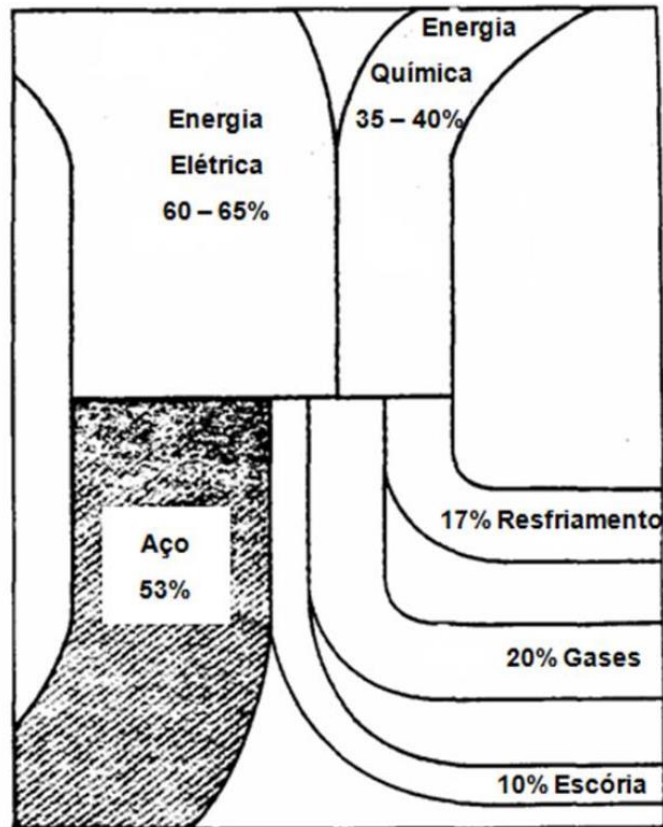 Energia
Química
35 – 40%
Energia
Elétrica
60 – 65%
Aço
53%
17% Resfriamento
20% Gases
10% Escória